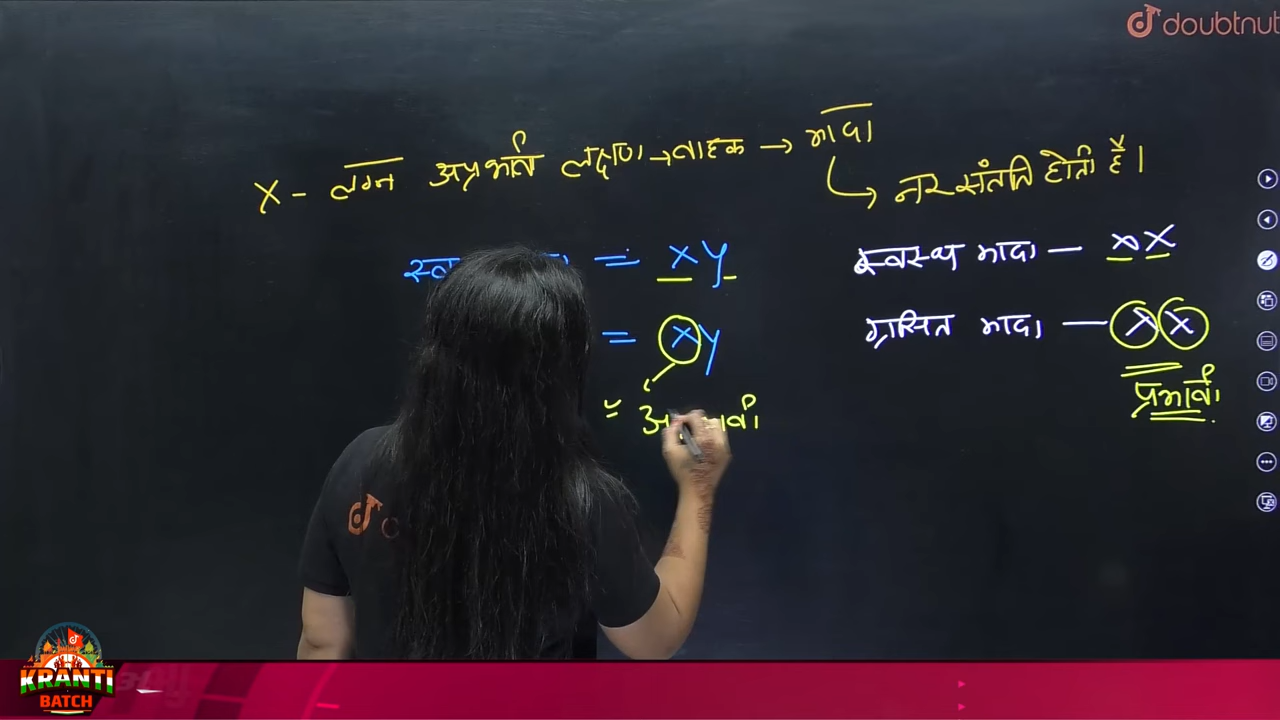 doubtnut
X - लग्न अप्रभावी लक्षण → वाहक → मादा
→ नर संतति होती है।
= XY
स्वस्थ मादा — XX
= XY
ग्रसित मादा — XX
प्रभावी
KRANTI
BATCH